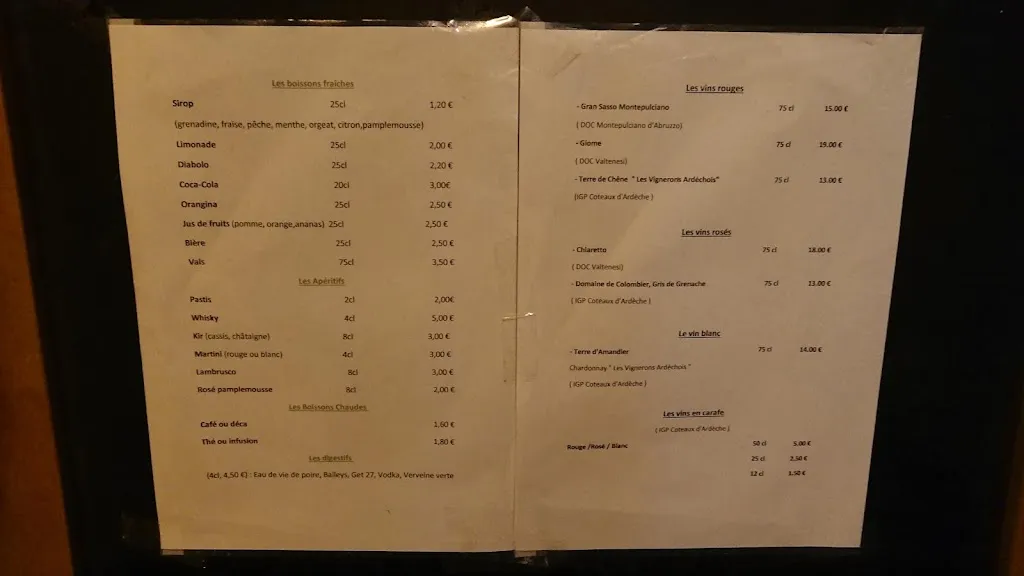 Les boissons fraîches
Sirop 25cl 1,20 €
(grenadine, fraise, pêche, menthe, orgeat, citron,pamplemousse)
Limonade 25cl 2,00 €
Diabolo 25cl 2,20 €
Coca-Cola 20cl 3,00€
Orangina 25cl 2,50 €
Jus de fruits (pomme, orange,ananas) 25cl 2,50 €
Bière 25cl 2,50 €
Vals 75cl 3,50 €
Les Apéritifs
Pastis 2cl 2,00€
Whisky 4cl 5,00 €
Kir (cassis, châtaigne) 8cl 3,00 €
Martini (rouge ou blanc) 4cl 3,00 €
Lambrusco 8cl 3,00 €
Rosé pamplemousse 8cl 2,00 €
Les Boissons Chaudes
Café ou déca 1,60 €
Thé ou infusion 1,80 €
Les digestifs
(4cl, 4,50 €) : Eau de vie de poire, Baileys, Get 27, Vodka, Verveine verte
Les vins rouges
- Gran Sasso Montepulciano 75 cl 15.00 €
( DOC Montepulciano d'Abruzzo)
- Giome 75 cl 19.00 €
( DOC Valtenesi)
- Terre de Chêne " Les Vignerons Ardéchois" 75 cl 13.00 €
(IGP Coteaux d'Ardèche )
Les vins rosés
- Chiaretto 75 cl 18.00 €
( DOC Valtenesi)
- Domaine de Colombier, Gris de Grenache 75 cl 13.00 €
( IGP Coteaux d'Ardèche )
Le vin blanc
- Terre d'Amandier 75 cl 14.00 €
Chardonnay " Les Vignerons Ardéchois "
( IGP Coteaux d'Ardèche )
Les vins en carafe
( IGP Coteaux d'Ardèche )
Rouge /Rosé / Blanc 50 cl 5.00 €
25 cl 2.50 €
12 cl 1.50 €